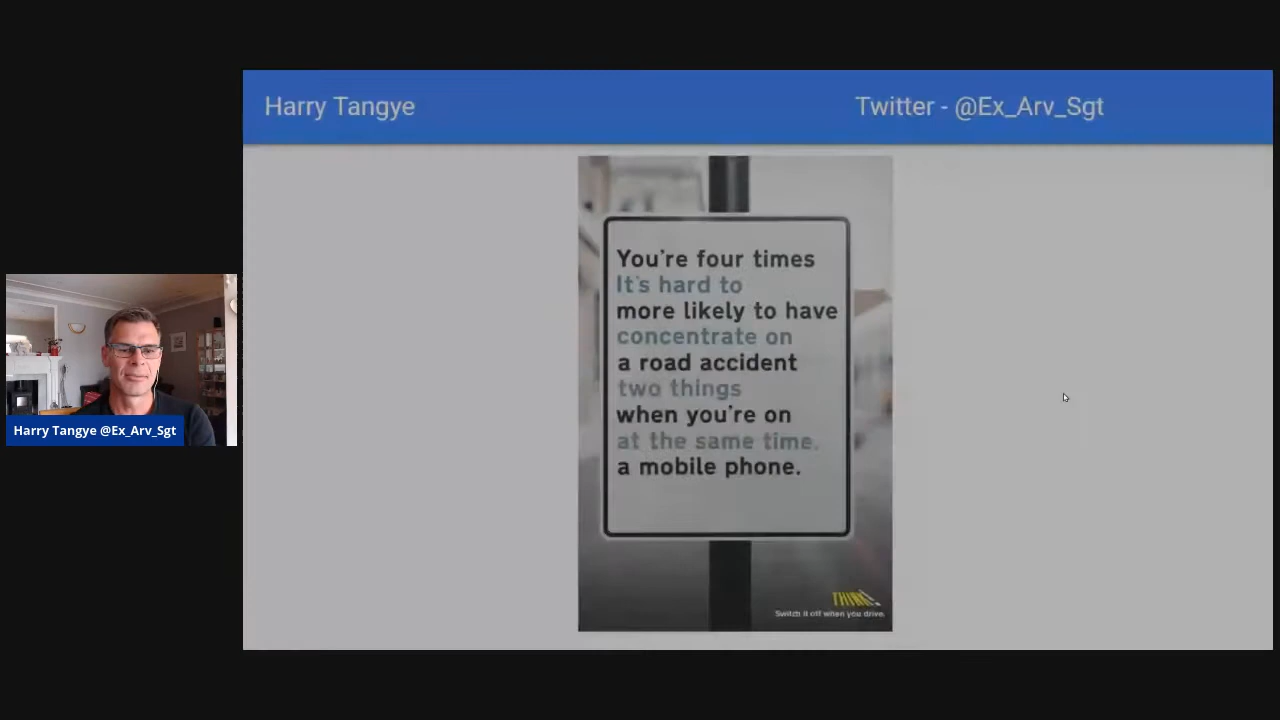 Harry Tangye
Twitter - @Ex_Arv_Sgt
You're four times
It's hard to
more likely to have
concentrate on
a road accident
two things
when you're on
at the same time.
a mobile phone.
THINK!
Switch it off when you drive.
Harry Tangye @Ex_Arv_Sgt